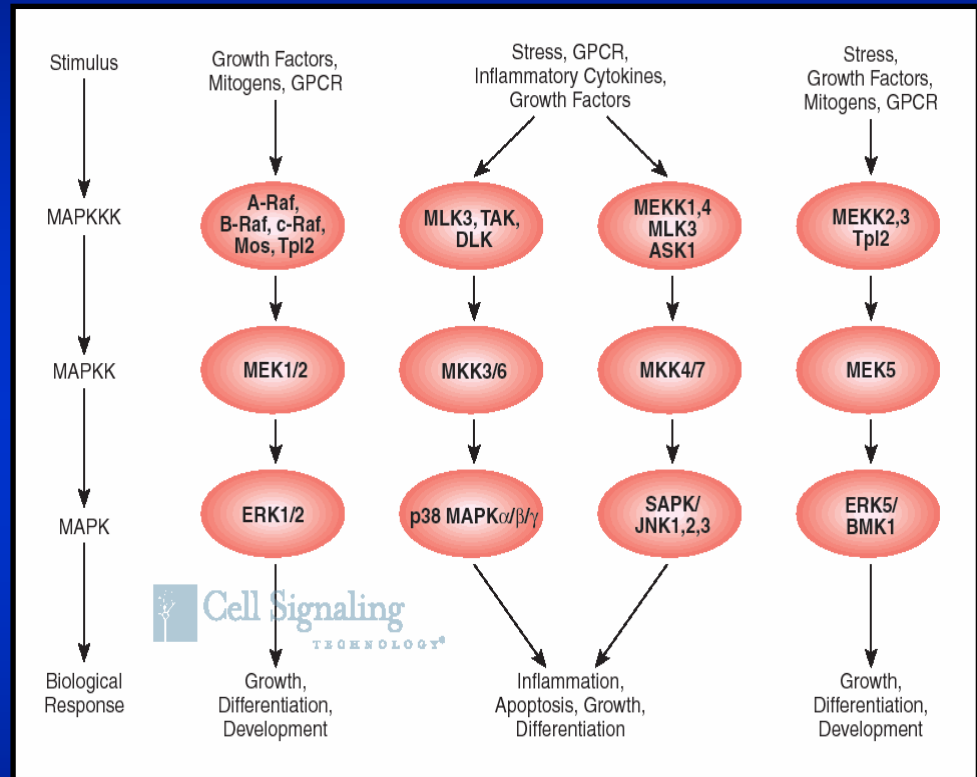 Stimulus
Growth Factors,
Mitogens, GPCR
Stress, GPCR,
Inflammatory Cytokines,
Growth Factors
Stress,
Growth Factors,
Mitogens, GPCR
MAPKKK
A-Raf,
B-Raf, c-Raf,
Mos, Tpl2
MLK3, TAK,
DLK
MEKK1,4
MLK3
ASK1
MEKK2,3
Tpl2
MAPKK
MEK1/2
MKK3/6
MKK4/7
MEK5
MAPK
ERK1/2
p38 MAPKα/β/γ
SAPK/
JNK1,2,3
ERK5/
BMK1
Cell Signaling
TECHNOLOGY®
Biological
Response
Growth,
Differentiation,
Development
Inflammation,
Apoptosis, Growth,
Differentiation
Growth,
Differentiation,
Development